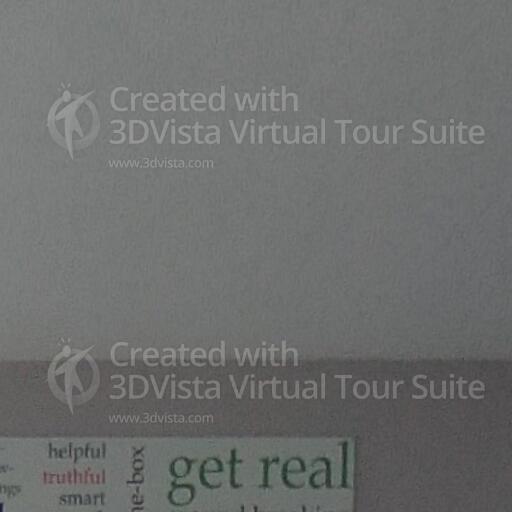 Created with
3DVista Virtual Tour Suite
www.3dvista.com
Created with
3DVista Virtual Tour Suite
www.3dvista.com
helpful
truthful
smart
e-box
get real